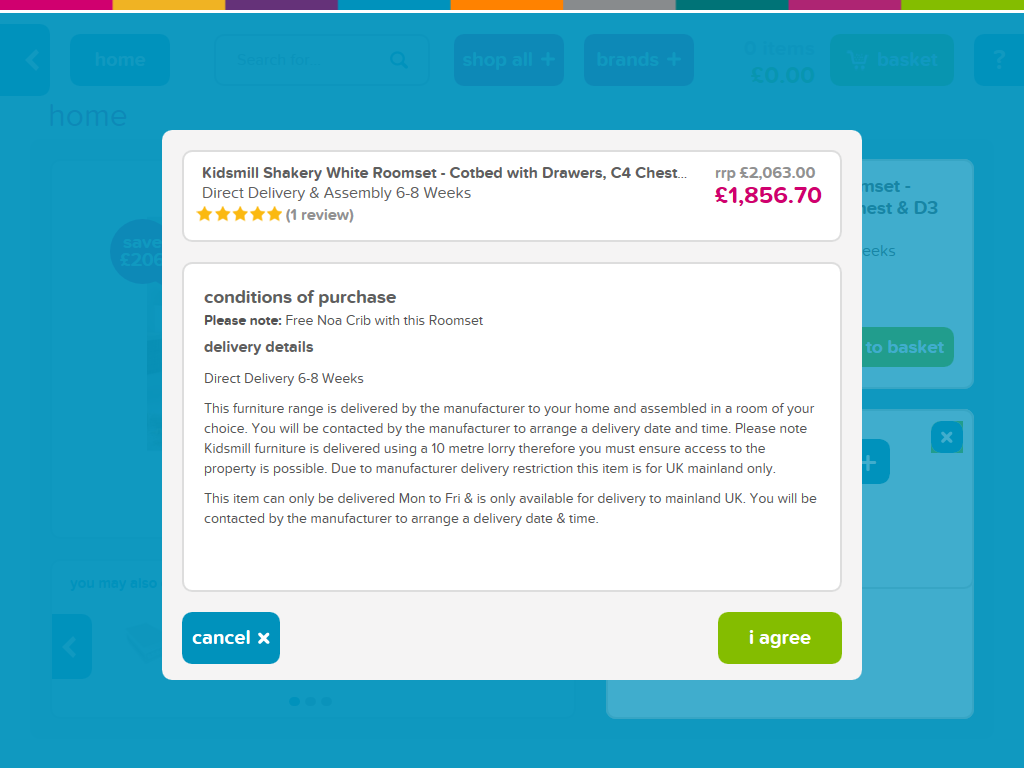 home
Search for...
shop all +
brands +
0 items
£0.00
basket
?
home
Kidsmill Shakery White Roomset - Cotbed with Drawers, C4 Chest...
rrp £2,063.00
Direct Delivery & Assembly 6-8 Weeks
£1,856.70
(1 review)
save
£206
mset -
hest & D3
eeks
to basket
conditions of purchase
Please note: Free Noa Crib with this Roomset
delivery details
Direct Delivery 6-8 Weeks
This furniture range is delivered by the manufacturer to your home and assembled in a room of your
choice. You will be contacted by the manufacturer to arrange a delivery date and time. Please note
Kidsmill furniture is delivered using a 10 metre lorry therefore you must ensure access to the
property is possible. Due to manufacturer delivery restriction this item is for UK mainland only.
This item can only be delivered Mon to Fri & is only available for delivery to mainland UK. You will be
contacted by the manufacturer to arrange a delivery date & time.
you may also
cancel ×
i agree